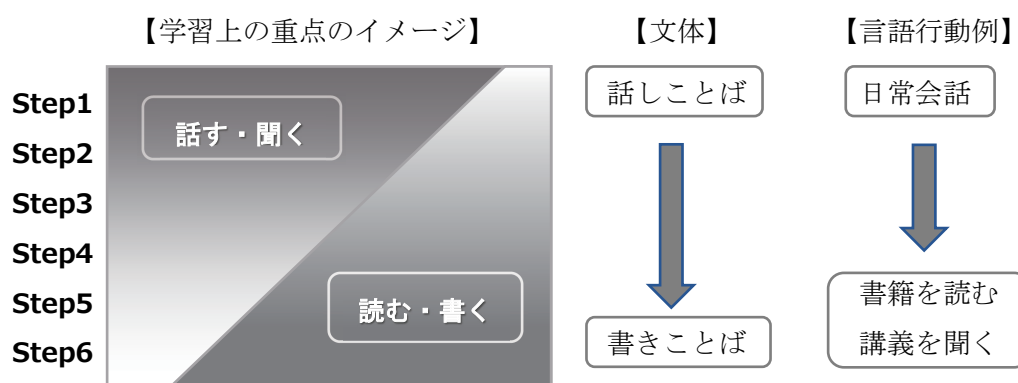 【学習上の重点のイメージ】 【文体】 【言語行動例】
Step1 話しことば 日常会話
話す・聞く
Step2
Step3
Step4
Step5 読む・書く 書籍を読む
Step6 書きことば 講義を聞く